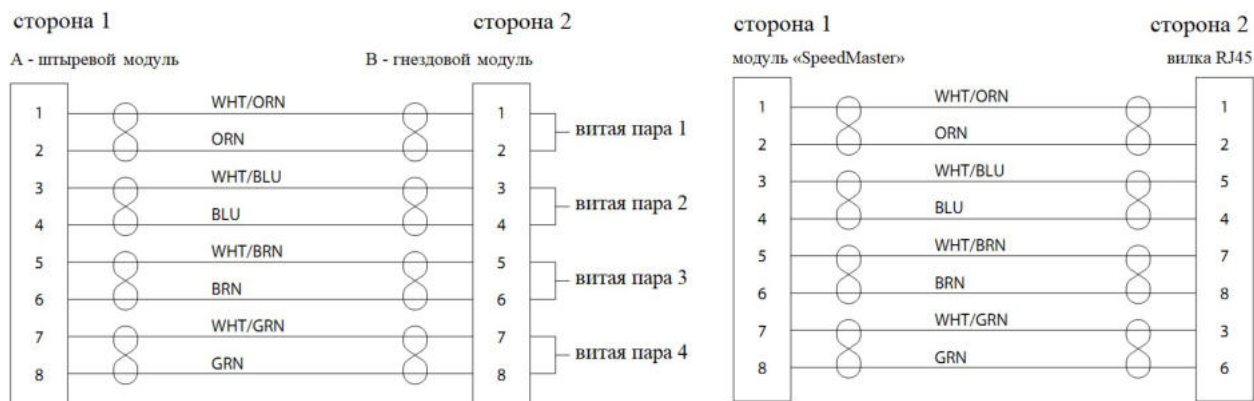 сторона 1 сторона 2
А - штыревой модуль В - гнездовой модуль
1 WHT/ORN 1
витая пара 1
2 ORN 2
3 WHT/BLU 3
витая пара 2
4 BLU 4
5 WHT/BRN 5
витая пара 3
6 BRN 6
7 WHT/GRN 7
витая пара 4
8 GRN 8
сторона 1 сторона 2
модуль «SpeedMaster» вилка RJ45
1 WHT/ORN 1
2 ORN 2
3 WHT/BLU 5
4 BLU 4
5 WHT/BRN 7
6 BRN 8
7 WHT/GRN 3
8 GRN 6